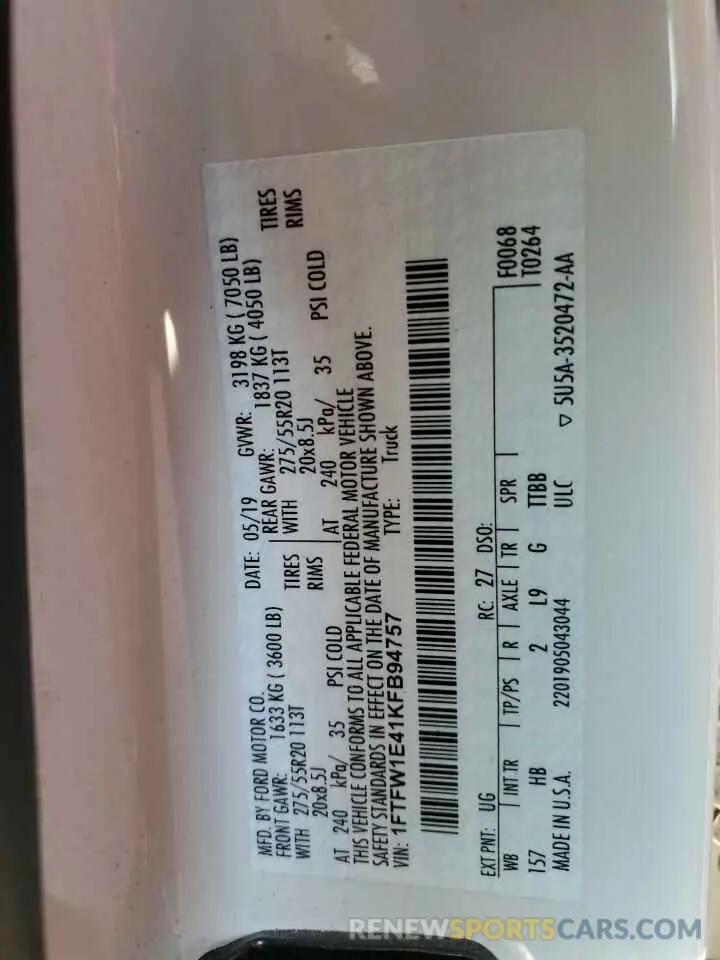 MFD. BY FORD MOTOR CO.
DATE: 05/19 GVWR: 3198 KG ( 7050 LB)
FRONT GAWR: 1633 KG ( 3600 LB) REAR GAWR: 1837 KG ( 4050 LB)
WITH 275/55R20 113T TIRES WITH 275/55R20 113T TIRES
20x8.5J RIMS 20x8.5J RIMS
AT 240 kPa/ 35 PSI COLD AT 240 kPa/ 35 PSI COLD
THIS VEHICLE CONFORMS TO ALL APPLICABLE FEDERAL MOTOR VEHICLE
SAFETY STANDARDS IN EFFECT ON THE DATE OF MANUFACTURE SHOWN ABOVE.
VIN: 1FTFW1E41KFB94757 TYPE: Truck
EXT PNT: UG RC: 27 DSO:
WB INT TR TP/PS R AXLE TR SPR F0068
157 HB 2 L9 G TTBB T0264
MADE IN U.S.A. 2201905043044 ULC ▽ 5U5A-3520472-AA
RENEWSPORTSCARS.COM